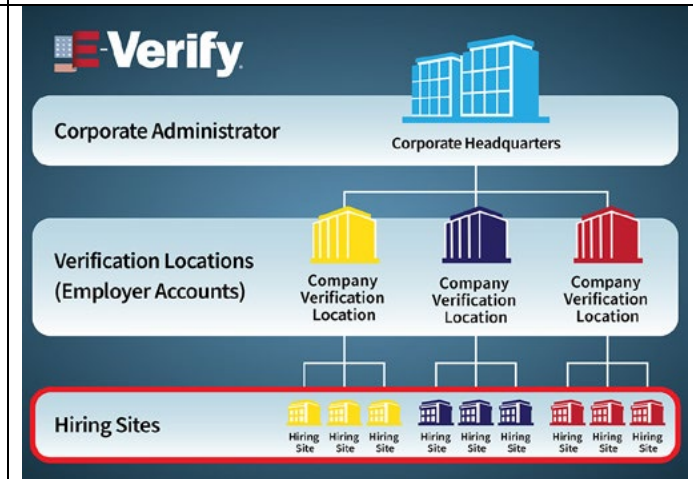 E-Verify
Corporate Administrator
Corporate Headquarters
Verification Locations
(Employer Accounts)
Company
Verification
Location
Company
Verification
Location
Company
Verification
Location
Hiring Sites
Hiring
Site
Hiring
Site
Hiring
Site
Hiring
Site
Hiring
Site
Hiring
Site
Hiring
Site
Hiring
Site
Hiring
Site